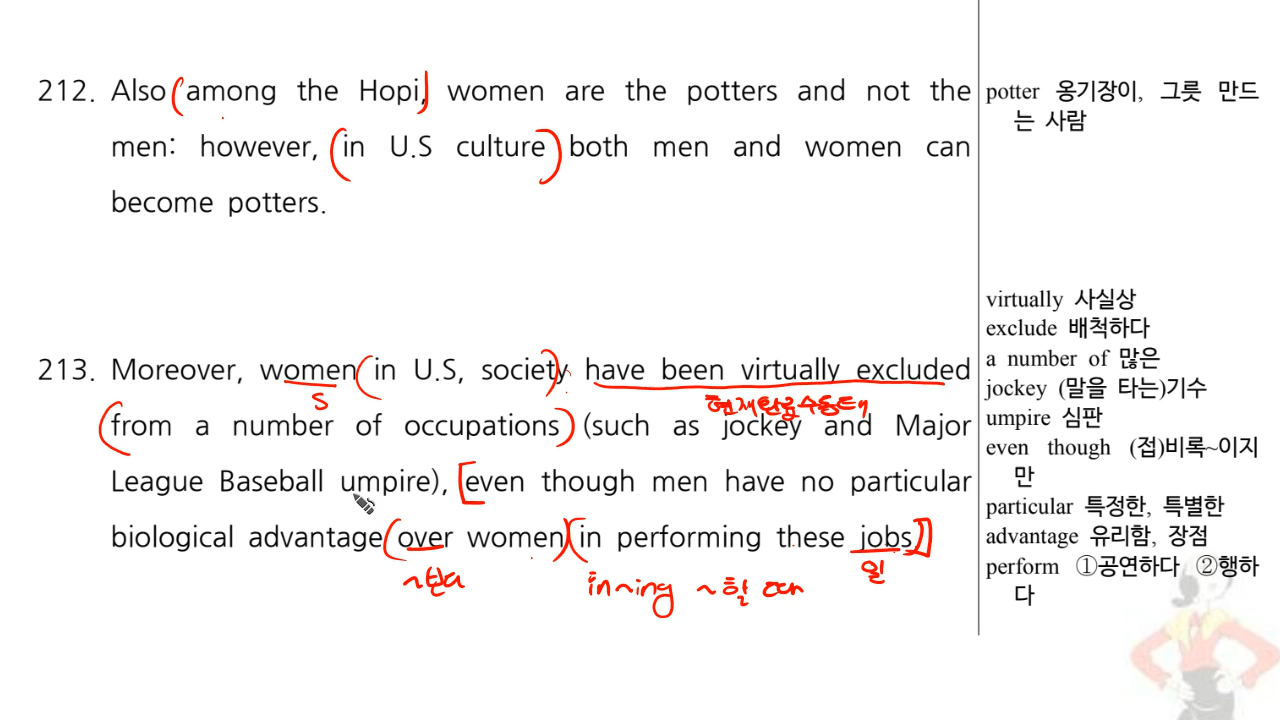 212. Also (among the Hopi,) women are the potters and not the
men: however, (in U.S culture) both men and women can
become potters.
potter 옹기장이, 그릇 만드
는 사람
213. Moreover, women (in U.S, society) have been virtually excluded
S
현재완료수동태
(from a number of occupations) (such as jockey and Major
League Baseball umpire), [even though men have no particular
biological advantage (over women) (in performing these jobs)]
~보다
in ~ing ~할 때
일
virtually 사실상
exclude 배척하다
a number of 많은
jockey (말을 타는)기수
umpire 심판
even though (접)비록~이지
만
particular 특정한, 특별한
advantage 유리함, 장점
perform ①공연하다 ②행하
다